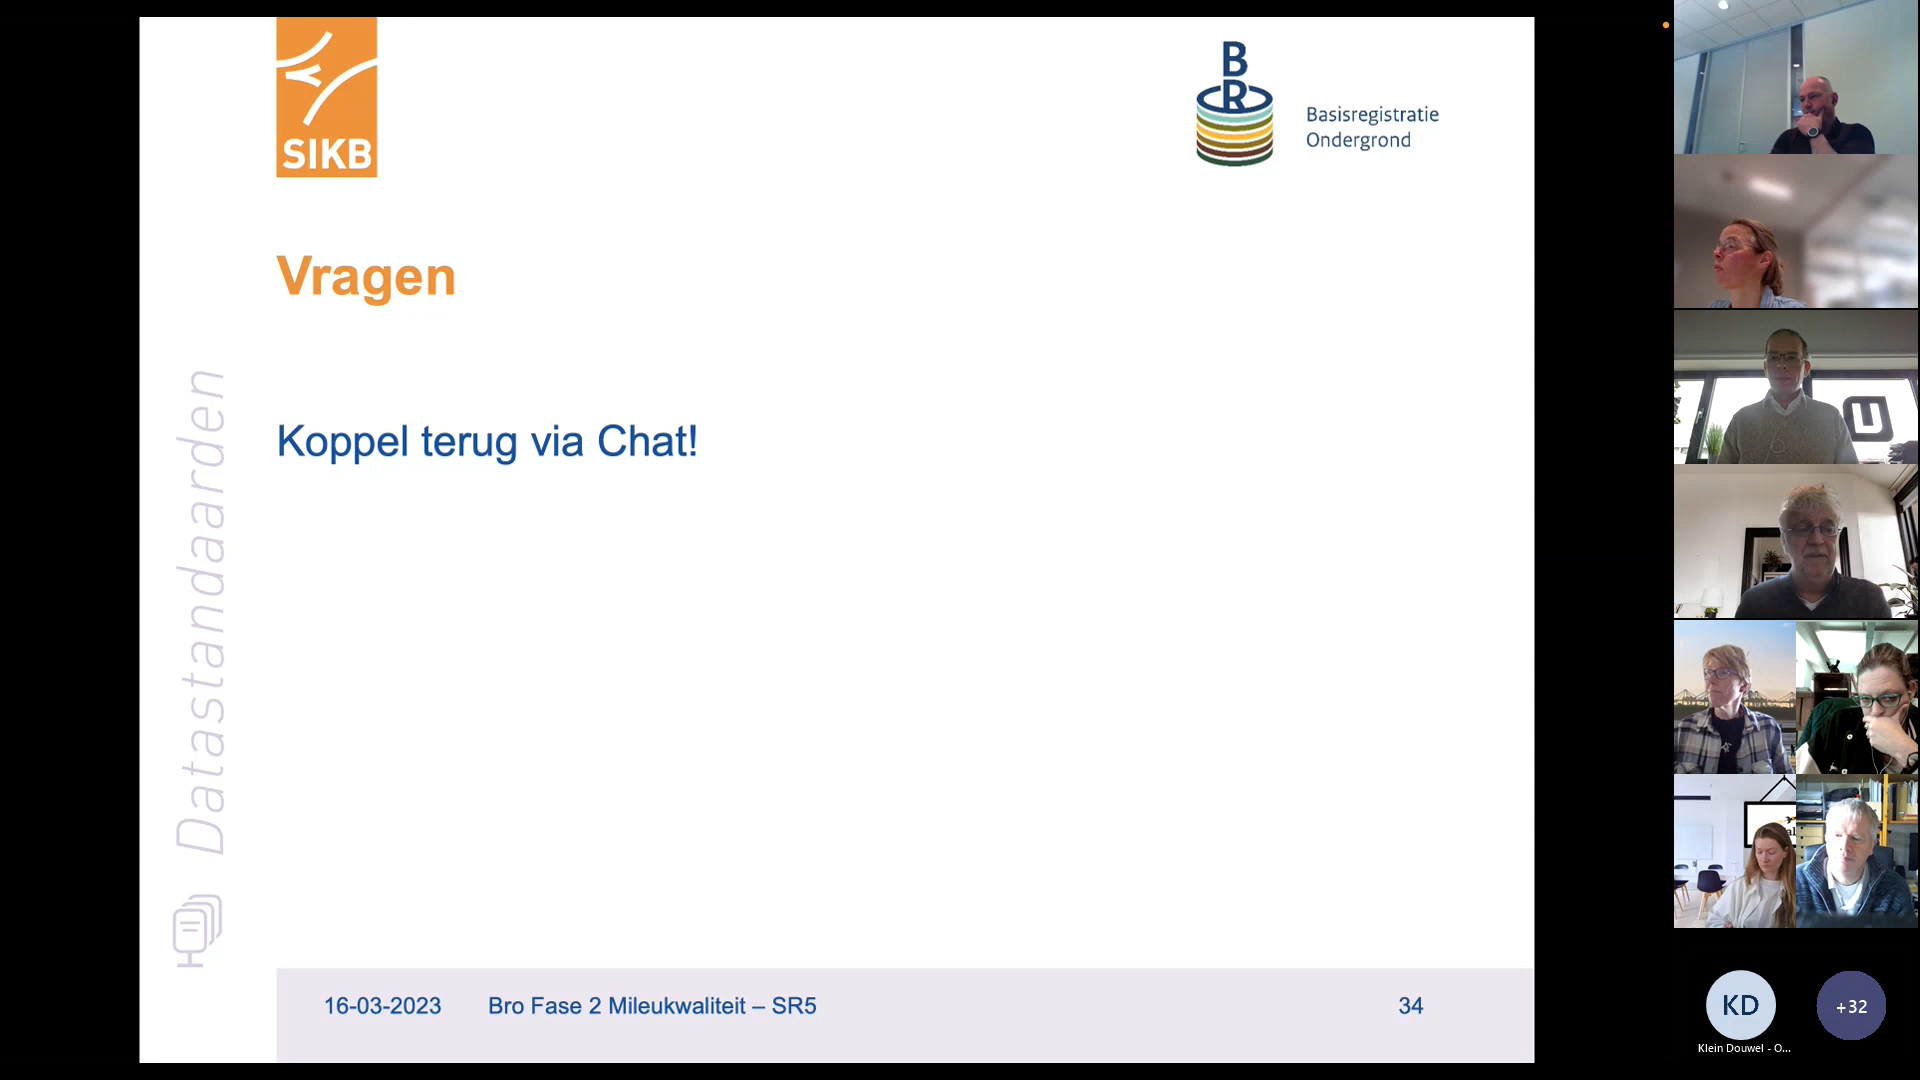 SIKB
B
R
Basisregistratie
Ondergrond
Vragen
Koppel terug via Chat!
Datastandaarden
16-03-2023
Bro Fase 2 Mileukwaliteit – SR5
34
KD
+32
Klein Douwel - O...